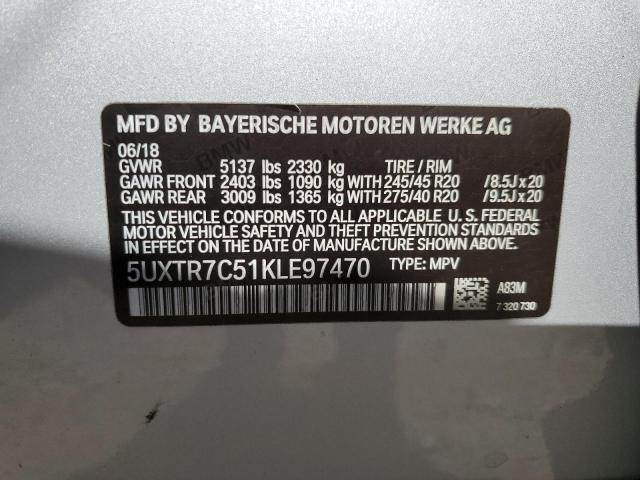 MFD BY BAYERISCHE MOTOREN WERKE AG
06/18
GVWR 5137 lbs 2330 kg TIRE / RIM
GAWR FRONT 2403 lbs 1090 kg WITH 245/45 R20 /8.5J x 20
GAWR REAR 3009 lbs 1365 kg WITH 275/40 R20 /9.5J x 20
THIS VEHICLE CONFORMS TO ALL APPLICABLE U. S. FEDERAL
MOTOR VEHICLE SAFETY AND THEFT PREVENTION STANDARDS
IN EFFECT ON THE DATE OF MANUFACTURE SHOWN ABOVE.
5UXTR7C51KLE97470 TYPE: MPV
A83M
7 320 730